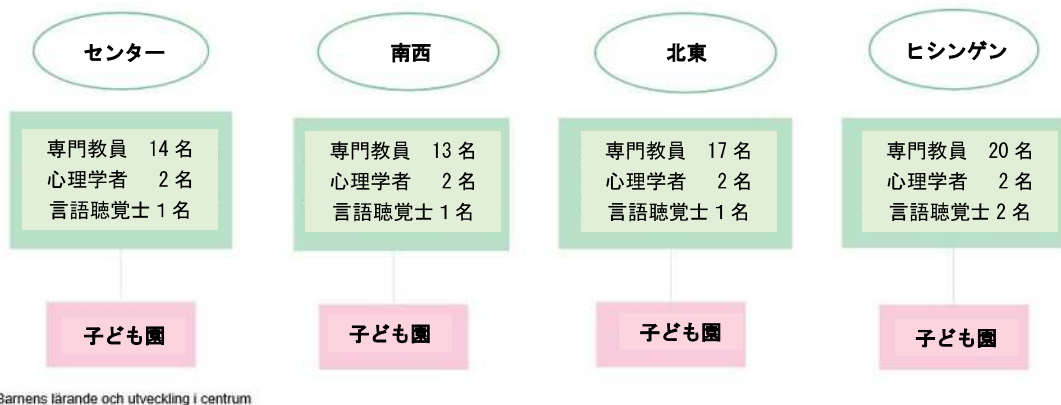 センター
専門教員 14 名
心理学者 2 名
言語聴覚士 1 名
子ども園
南西
専門教員 13 名
心理学者 2 名
言語聴覚士 1 名
子ども園
北東
専門教員 17 名
心理学者 2 名
言語聴覚士 1 名
子ども園
ヒシンゲン
専門教員 20 名
心理学者 2 名
言語聴覚士 2 名
子ども園
Barnens lärande och utveckling i centrum